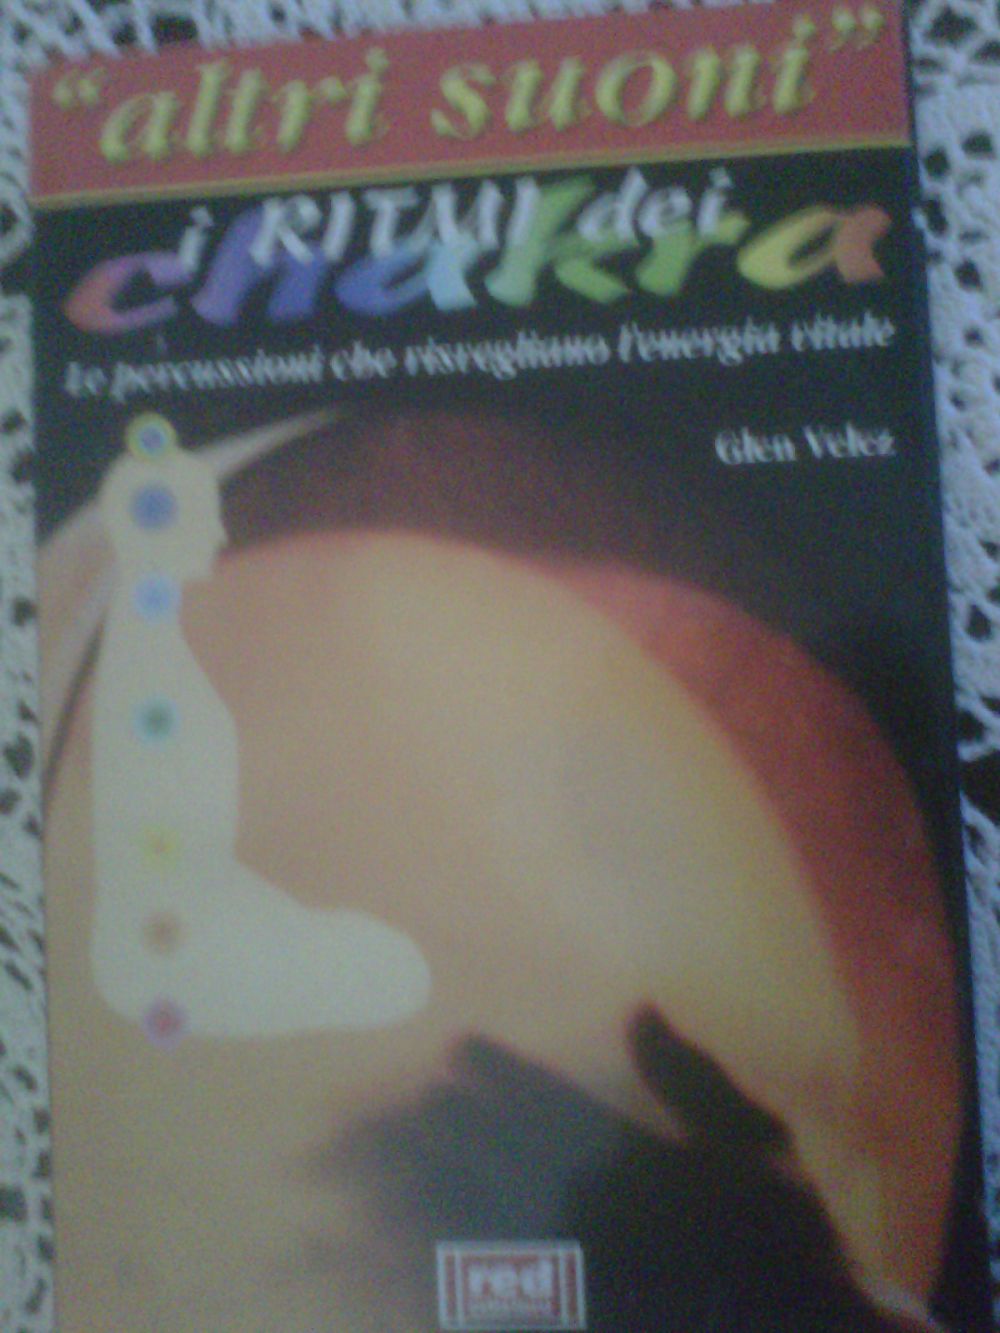 “altri suoni”
i RITMI dei
chakra
Le percussioni che risvegliano l'energia vitale
Glen Velez
red